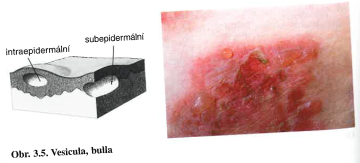 subepidermální
intraepidermální
Obr. 3.5. Vesicula, bulla